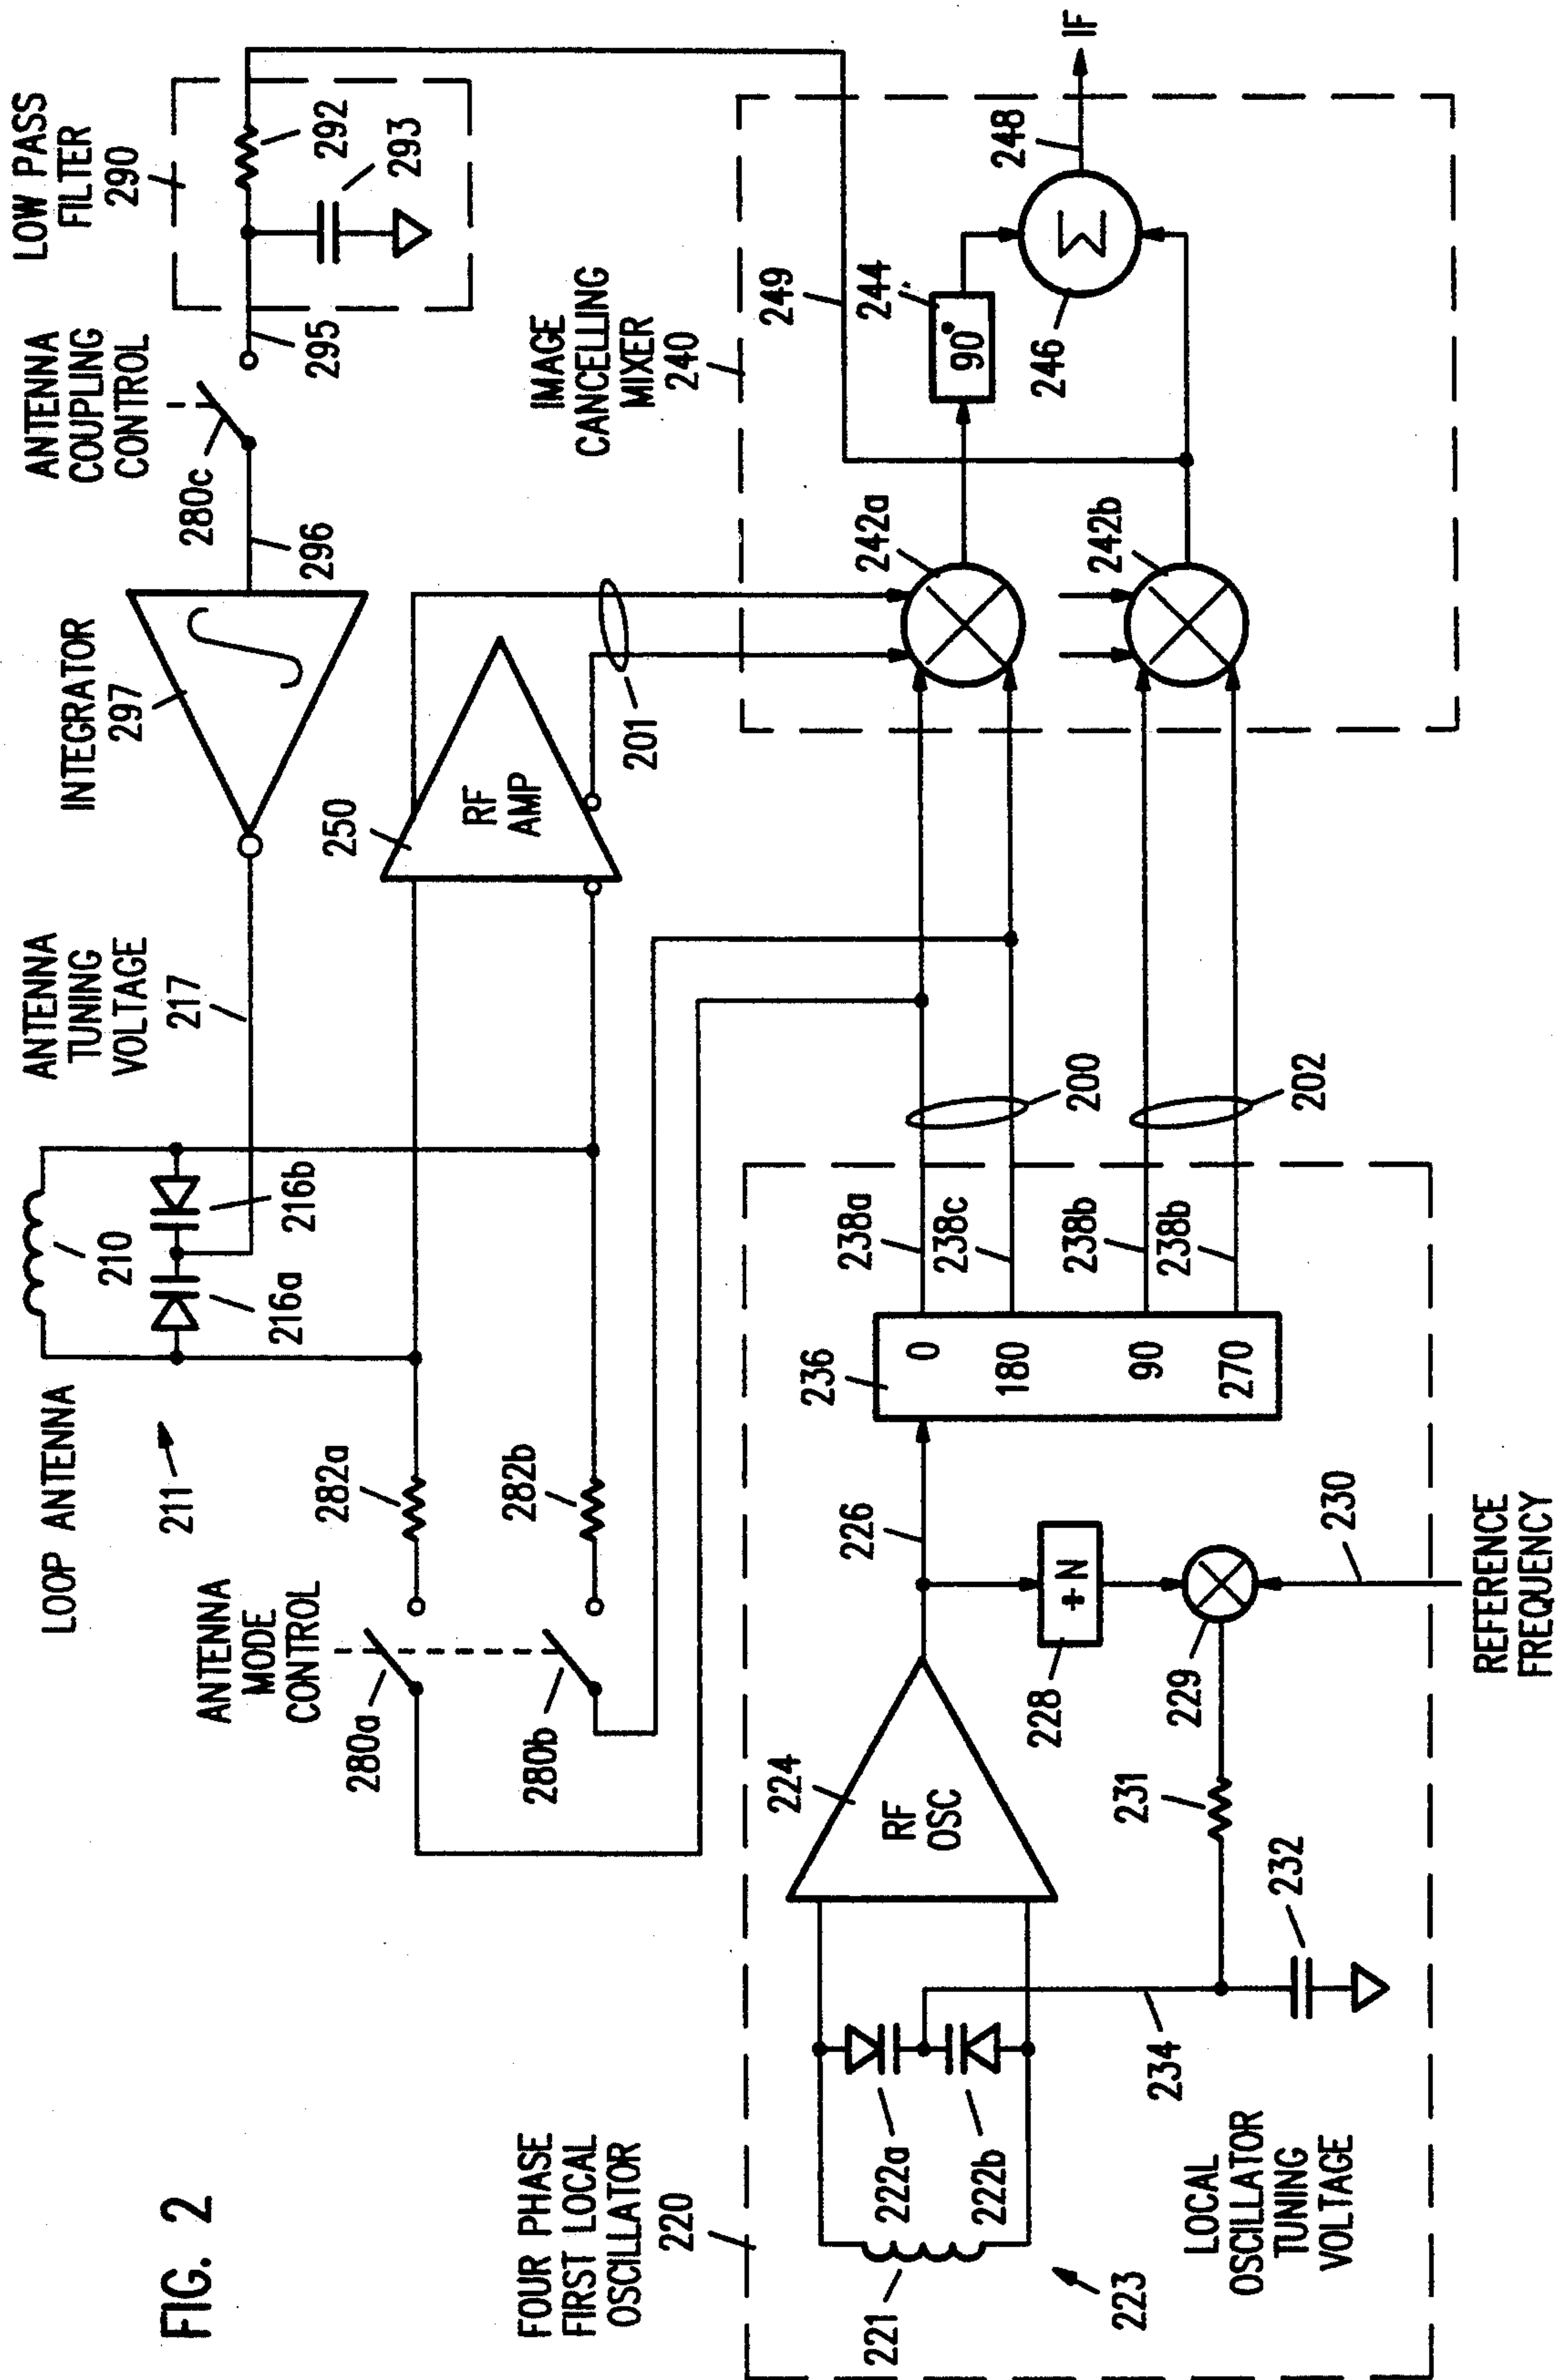 FIG. 2
LOOP ANTENNA
211
210
216a
216b
ANTENNA
TUNING
VOLTAGE
217
INTEGRATOR
297
296
280c
ANTENNA
COUPLING
CONTROL
295
LOW PASS
FILTER
290
292
293
ANTENNA
MODE
CONTROL
280a
280b
282a
282b
250
RF
AMP
201
IMAGE
CANCELLING
MIXER
240
249
244
90°
246
Σ
248
IF
242a
242b
FOUR PHASE
FIRST LOCAL
OSCILLATOR
220
221
222a
222b
223
224
RF
OSC
226
228
÷N
229
230
REFERENCE
FREQUENCY
231
232
234
LOCAL
OSCILLATOR
TUNING
VOLTAGE
236
0
180
90
270
238a
238c
238b
238b
200
202